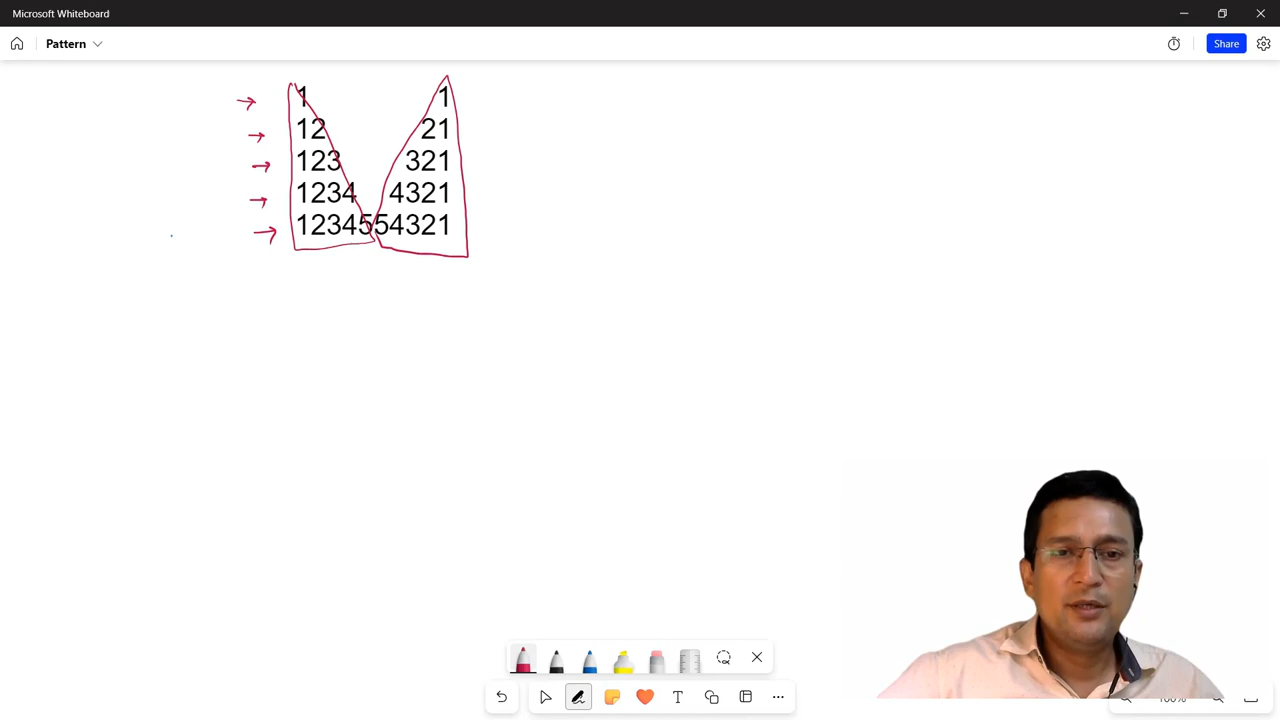 Microsoft Whiteboard
Pattern
Share
1 1
12 21
123 321
1234 4321
1234554321